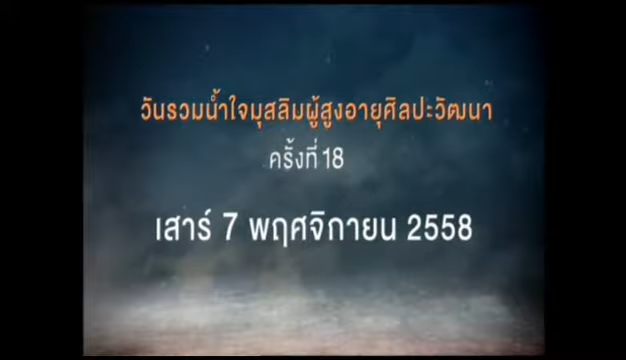 วันรวมน้ำใจมุสลิมผู้สูงอายุศิลปะวัฒนา
ครั้งที่ 18
เสาร์ 7 พฤศจิกายน 2558